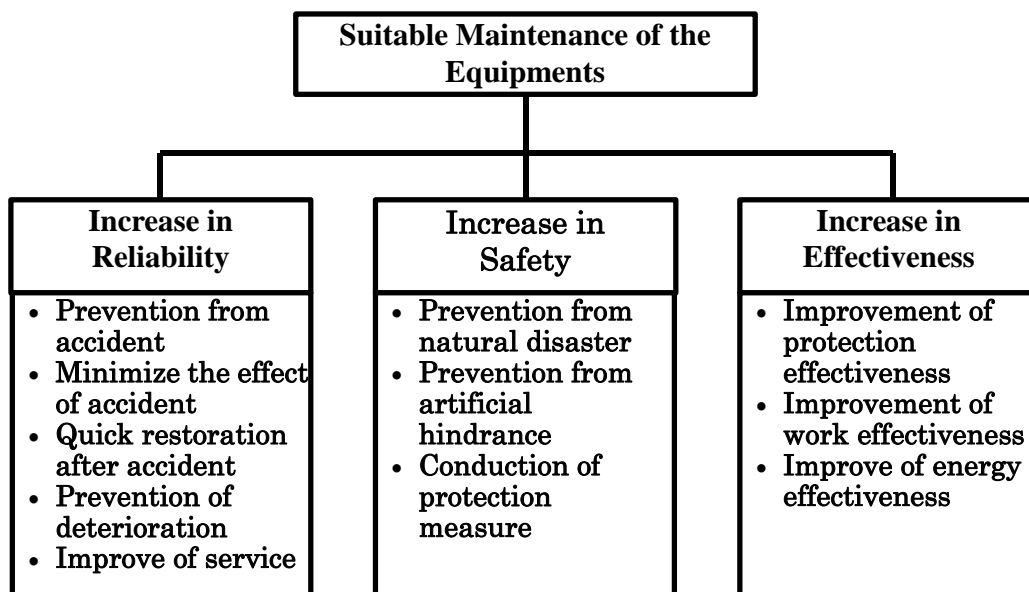 Suitable Maintenance of the
Equipments
Increase in
Reliability
• Prevention from
accident
• Minimize the effect
of accident
• Quick restoration
after accident
• Prevention of
deterioration
• Improve of service
Increase in
Safety
• Prevention from
natural disaster
• Prevention from
artificial
hindrance
• Conduction of
protection
measure
Increase in
Effectiveness
• Improvement of
protection
effectiveness
• Improvement of
work effectiveness
• Improve of energy
effectiveness